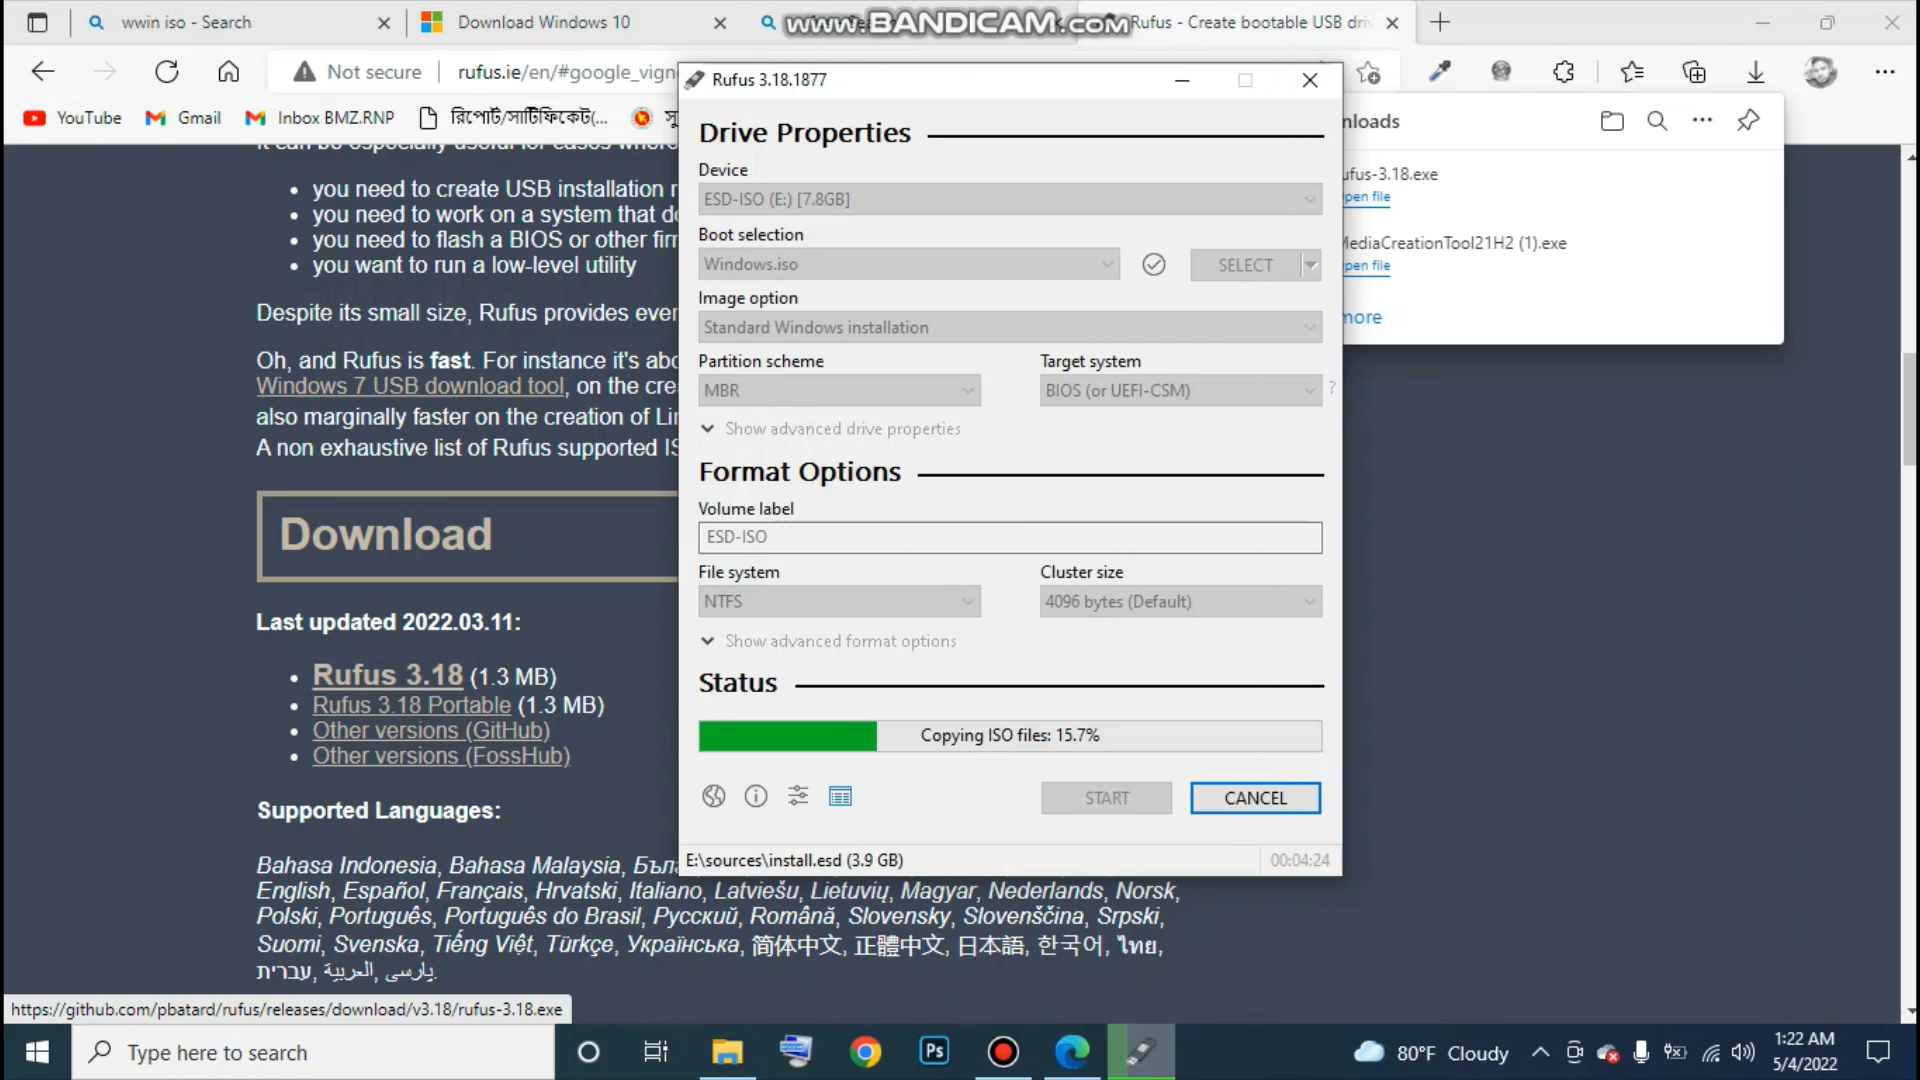 wwin iso - Search
Download Windows 10
www.BANDICAM.com
Rufus - Create bootable USB dri
Not secure
rufus.ie/en/#google_vign
YouTube
Gmail
Inbox BMZ.RNP
রিপোর্ট/সার্টিফিকেট(...
Rufus 3.18.1877
Drive Properties
Device
ESD-ISO (E:) [7.8GB]
Boot selection
Windows.iso
SELECT
Image option
Standard Windows installation
Partition scheme
Target system
MBR
BIOS (or UEFI-CSM)
?
Show advanced drive properties
Format Options
Volume label
ESD-ISO
File system
Cluster size
NTFS
4096 bytes (Default)
Show advanced format options
Status
Copying ISO files: 15.7%
START
CANCEL
E:\sources\install.esd (3.9 GB)
00:04:24
nloads
ufus-3.18.exe
pen file
MediaCreationTool21H2 (1).exe
pen file
more
you need to create USB installation
you need to work on a system that
you need to flash a BIOS or other
you want to run a low-level utility
Despite its small size, Rufus provides
Oh, and Rufus is fast. For instance it's
Windows 7 USB download tool, on the
also marginally faster on the creation of
A non exhaustive list of Rufus supported
Download
Last updated 2022.03.11:
Rufus 3.18 (1.3 MB)
Rufus 3.18 Portable (1.3 MB)
Other versions (GitHub)
Other versions (FossHub)
Supported Languages:
Bahasa Indonesia, Bahasa Malaysia,
English, Español, Français, Hrvatski, Italiano, Latviešu, Lietuvių, Magyar, Nederlands, Norsk,
Polski, Português, Português do Brasil, Русский, Română, Slovensky, Slovenščina, Srpski,
Suomi, Svenska, Tiếng Việt, Türkçe, Українська, 简体中文, 正體中文, 日本語, 한국어, ไทย,
עברית, العربية, پارسی.
https://github.com/pbatard/rufus/releases/download/v3.18/rufus-3.18.exe
Type here to search
Ps
80°F Cloudy
1:22 AM
5/4/2022